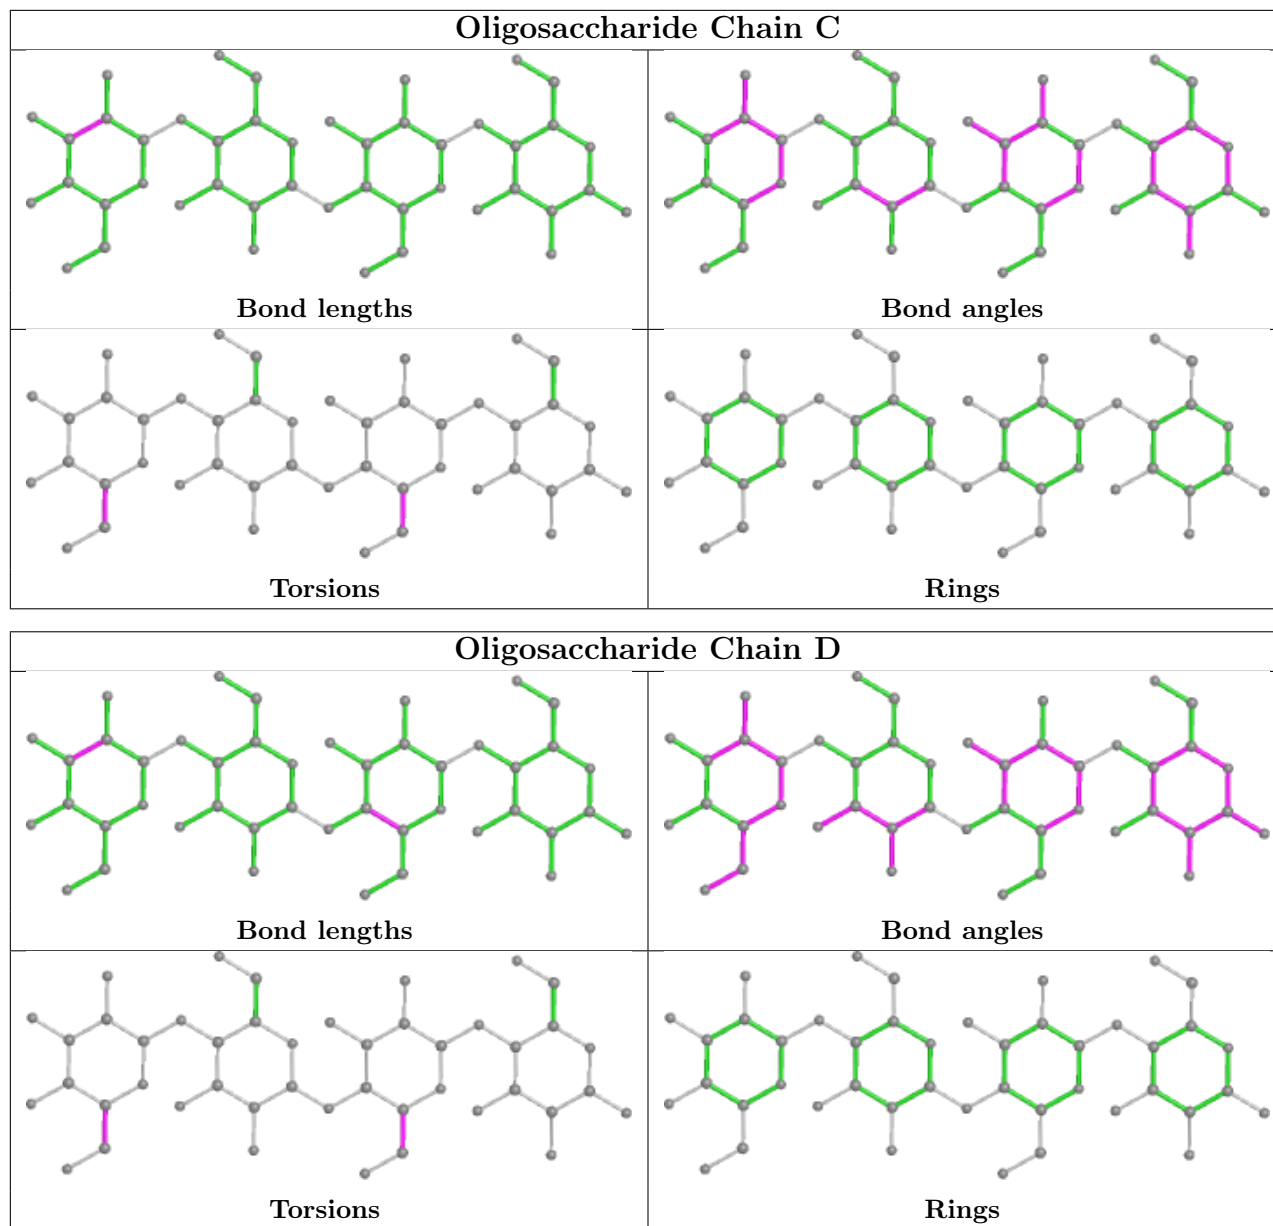 Oligosaccharide Chain C
Bond lengths
Bond angles
Torsions
Rings
Oligosaccharide Chain D
Bond lengths
Bond angles
Torsions
Rings